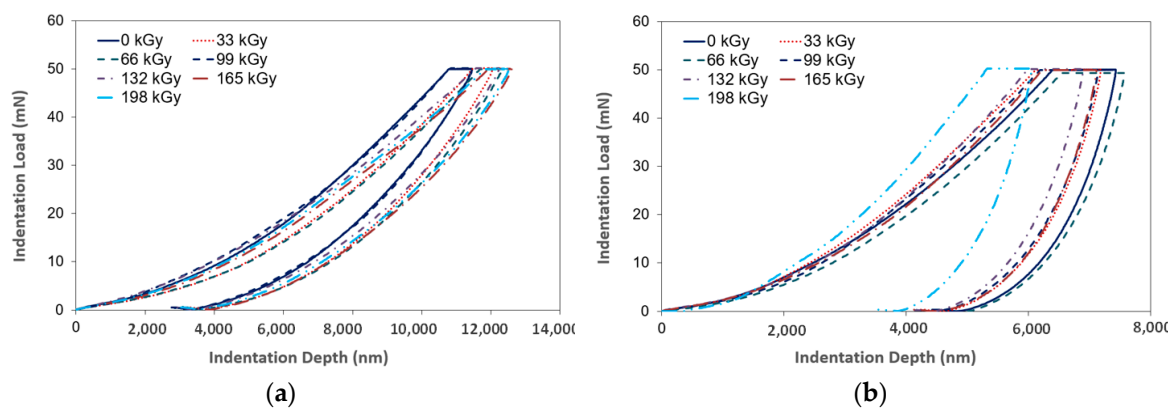 60
50
40
30
20
10
0
0 kGy 33 kGy
66 kGy 99 kGy
132 kGy 165 kGy
198 kGy
Indentation Load (mN)
0 2,000 4,000 6,000 8,000 10,000 12,000 14,000
Indentation Depth (nm)
(a)
60
50
40
30
20
10
0
0 kGy 33 kGy
66 kGy 99 kGy
132 kGy 165 kGy
198 kGy
Indentation Load (mN)
0 2,000 4,000 6,000 8,000
Indentation Depth (nm)
(b)